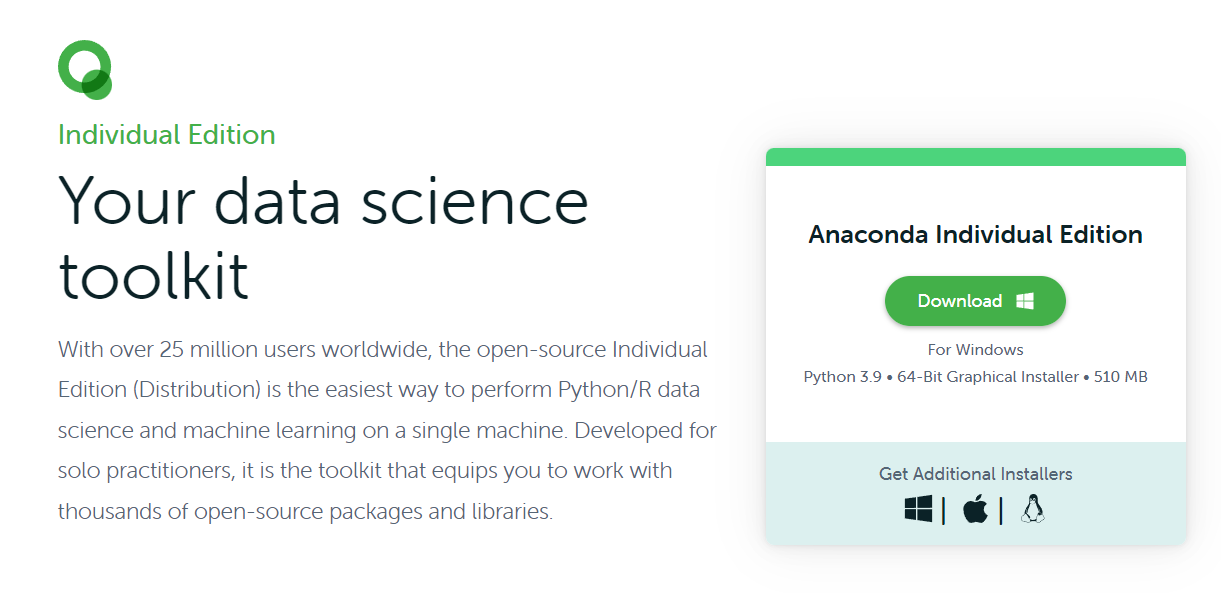 Individual Edition
Your data science
toolkit
With over 25 million users worldwide, the open-source Individual
Edition (Distribution) is the easiest way to perform Python/R data
science and machine learning on a single machine. Developed for
solo practitioners, it is the toolkit that equips you to work with
thousands of open-source packages and libraries.
Anaconda Individual Edition
Download
For Windows
Python 3.9 • 64-Bit Graphical Installer • 510 MB
Get Additional Installers